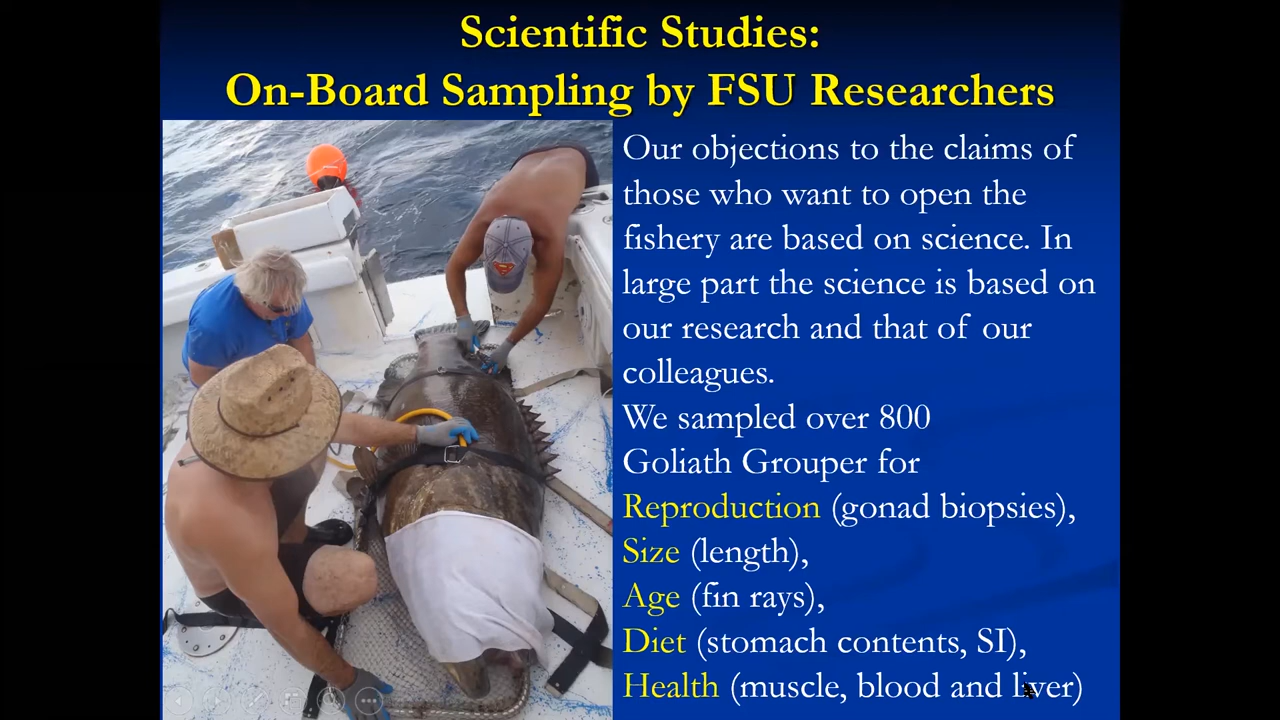 Scientific Studies:
On-Board Sampling by FSU Researchers
Our objections to the claims of
those who want to open the
fishery are based on science. In
large part the science is based on
our research and that of our
colleagues.
We sampled over 800
Goliath Grouper for
Reproduction (gonad biopsies),
Size (length),
Age (fin rays),
Diet (stomach contents, SI),
Health (muscle, blood and liver)